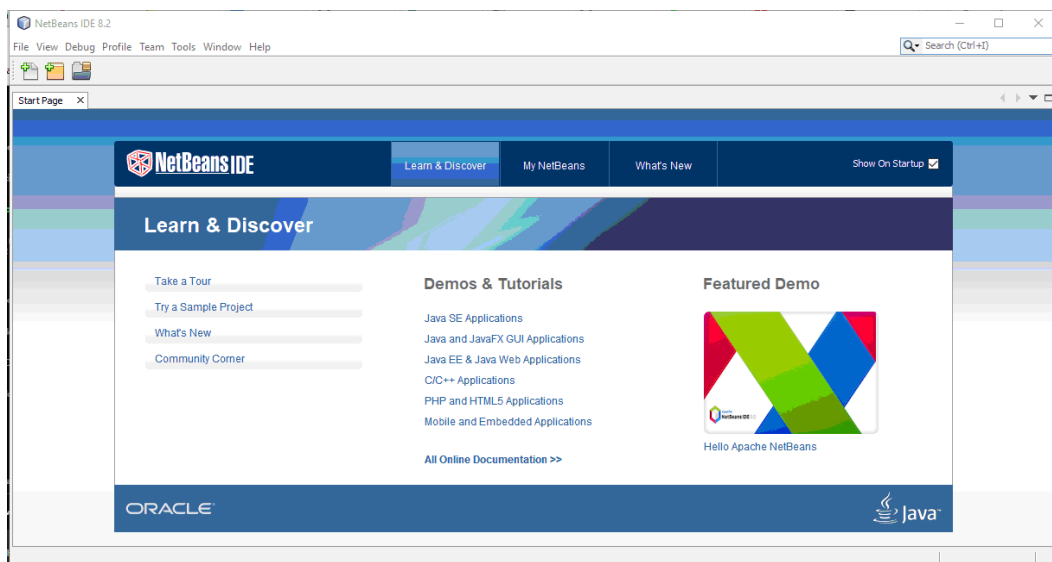 NetBeans IDE 8.2
File View Debug Profile Team Tools Window Help
Search (Ctrl+I)
Start Page
NetBeans IDE
Learn & Discover
My NetBeans
What's New
Show On Startup
Learn & Discover
Take a Tour
Try a Sample Project
What's New
Community Corner
Demos & Tutorials
Java SE Applications
Java and JavaFX GUI Applications
Java EE & Java Web Applications
C/C++ Applications
PHP and HTML5 Applications
Mobile and Embedded Applications
All Online Documentation >>
Featured Demo
NetBeans IDE
Hello Apache NetBeans
ORACLE
Java